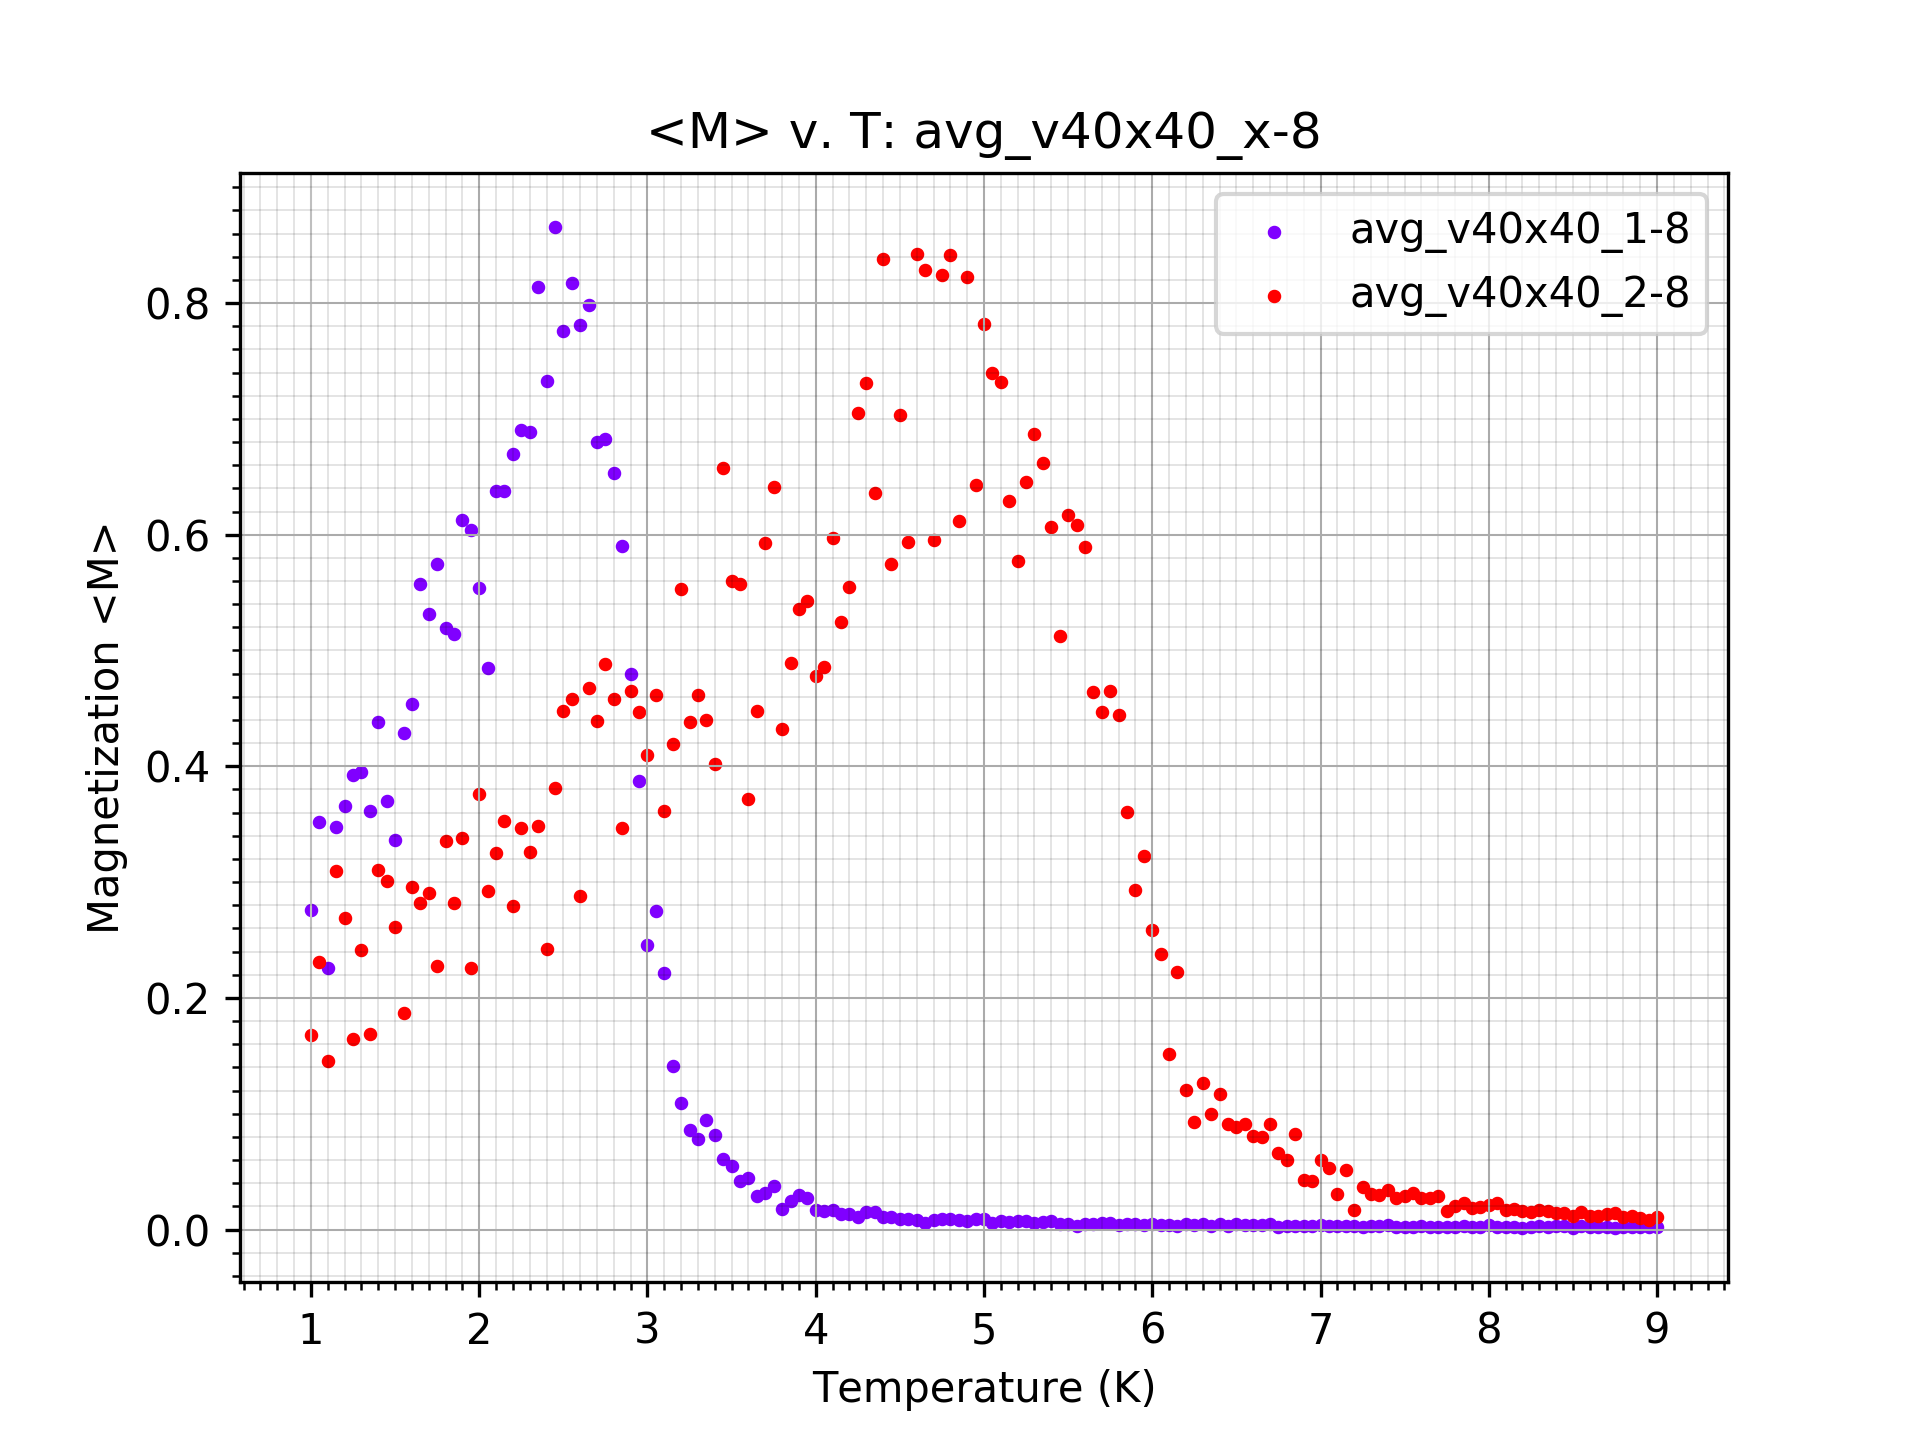 <M> v. T: avg_v40x40_x-8
avg_v40x40_1-8
avg_v40x40_2-8
Magnetization <M>
0.8
0.6
0.4
0.2
0.0
1 2 3 4 5 6 7 8 9
Temperature (K)